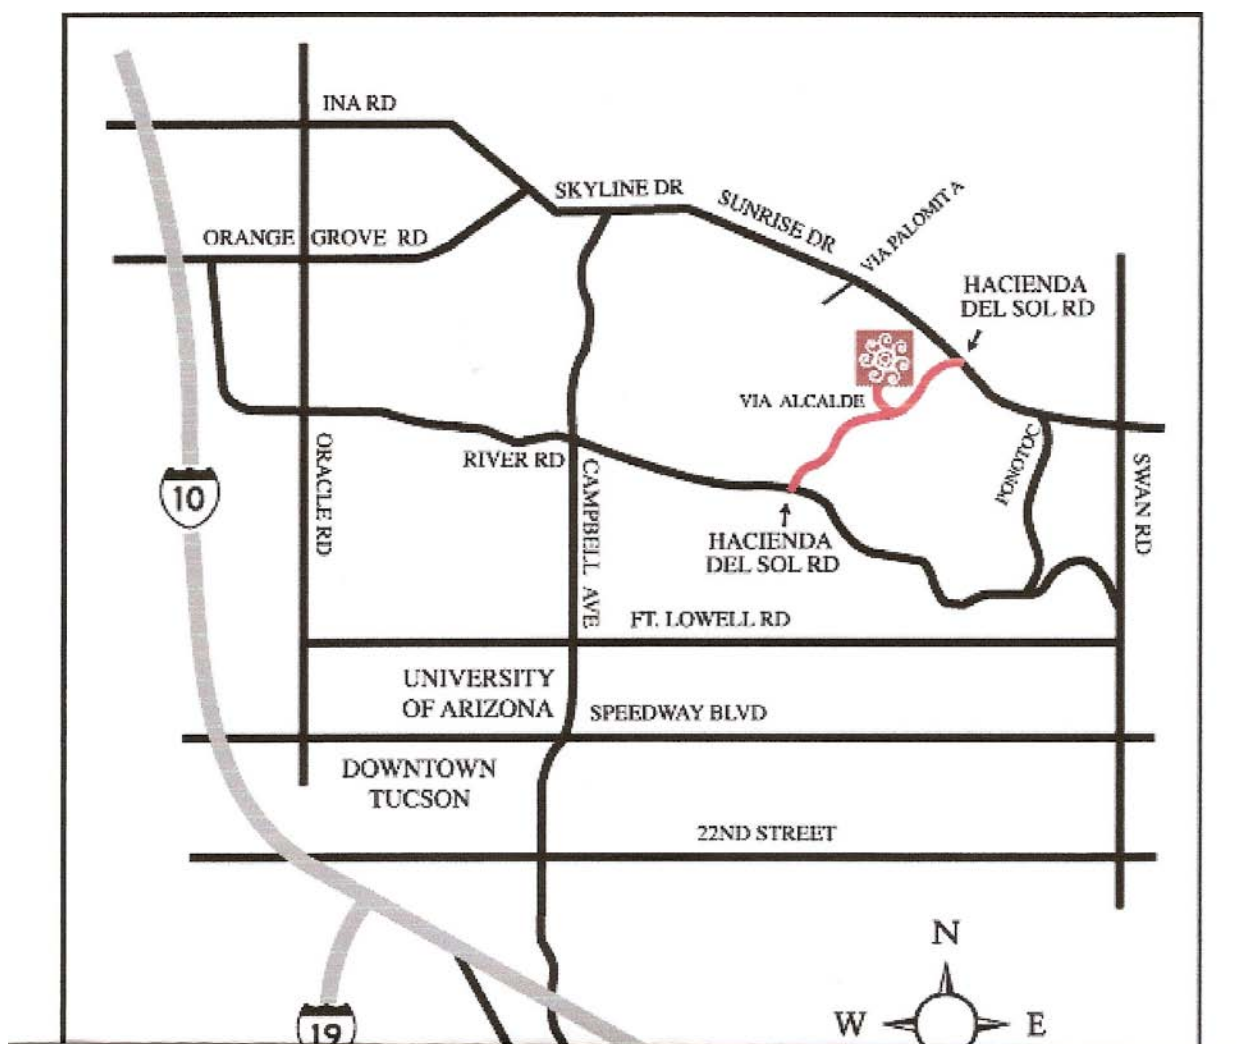 INA RD
SKYLINE DR
SUNRISE DR
VIA PALOMITA
ORANGE GROVE RD
HACIENDA
DEL SOL RD
VIA ALCALDE
RIVER RD
ORACLE RD
CAMPBELL AVE
PONOTOC
SWAN RD
10
HACIENDA
DEL SOL RD
FT. LOWELL RD
UNIVERSITY
OF ARIZONA
SPEEDWAY BLVD
DOWNTOWN
TUCSON
22ND STREET
N
W E
19